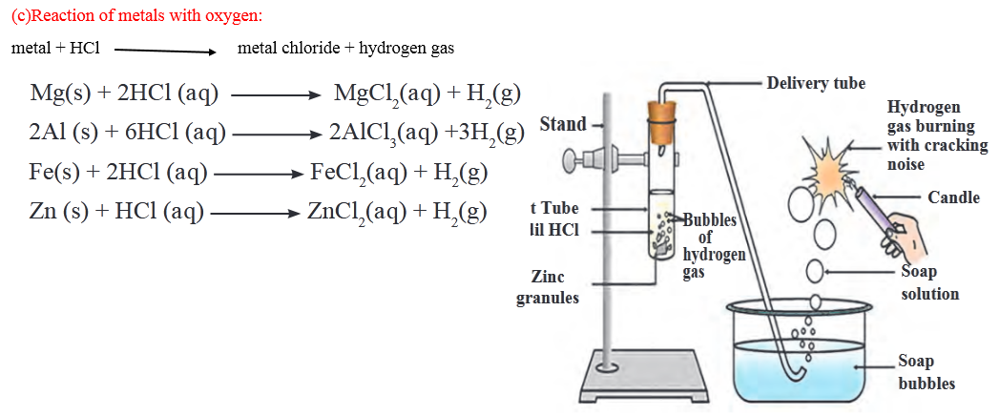 (c)Reaction of metals with oxygen:
metal + HCl metal chloride + hydrogen gas
Mg(s) + 2HCl (aq) → MgCl₂(aq) + H₂(g)
2Al (s) + 6HCl (aq) → 2AlCl₃(aq) +3H₂(g)
Fe(s) + 2HCl (aq) → FeCl₂(aq) + H₂(g)
Zn (s) + HCl (aq) → ZnCl₂(aq) + H₂(g)
Stand
t Tube
lil HCl
Zinc
granules
Bubbles
of
hydrogen
gas
Delivery tube
Hydrogen
gas burning
with cracking
noise
Candle
Soap
solution
Soap
bubbles